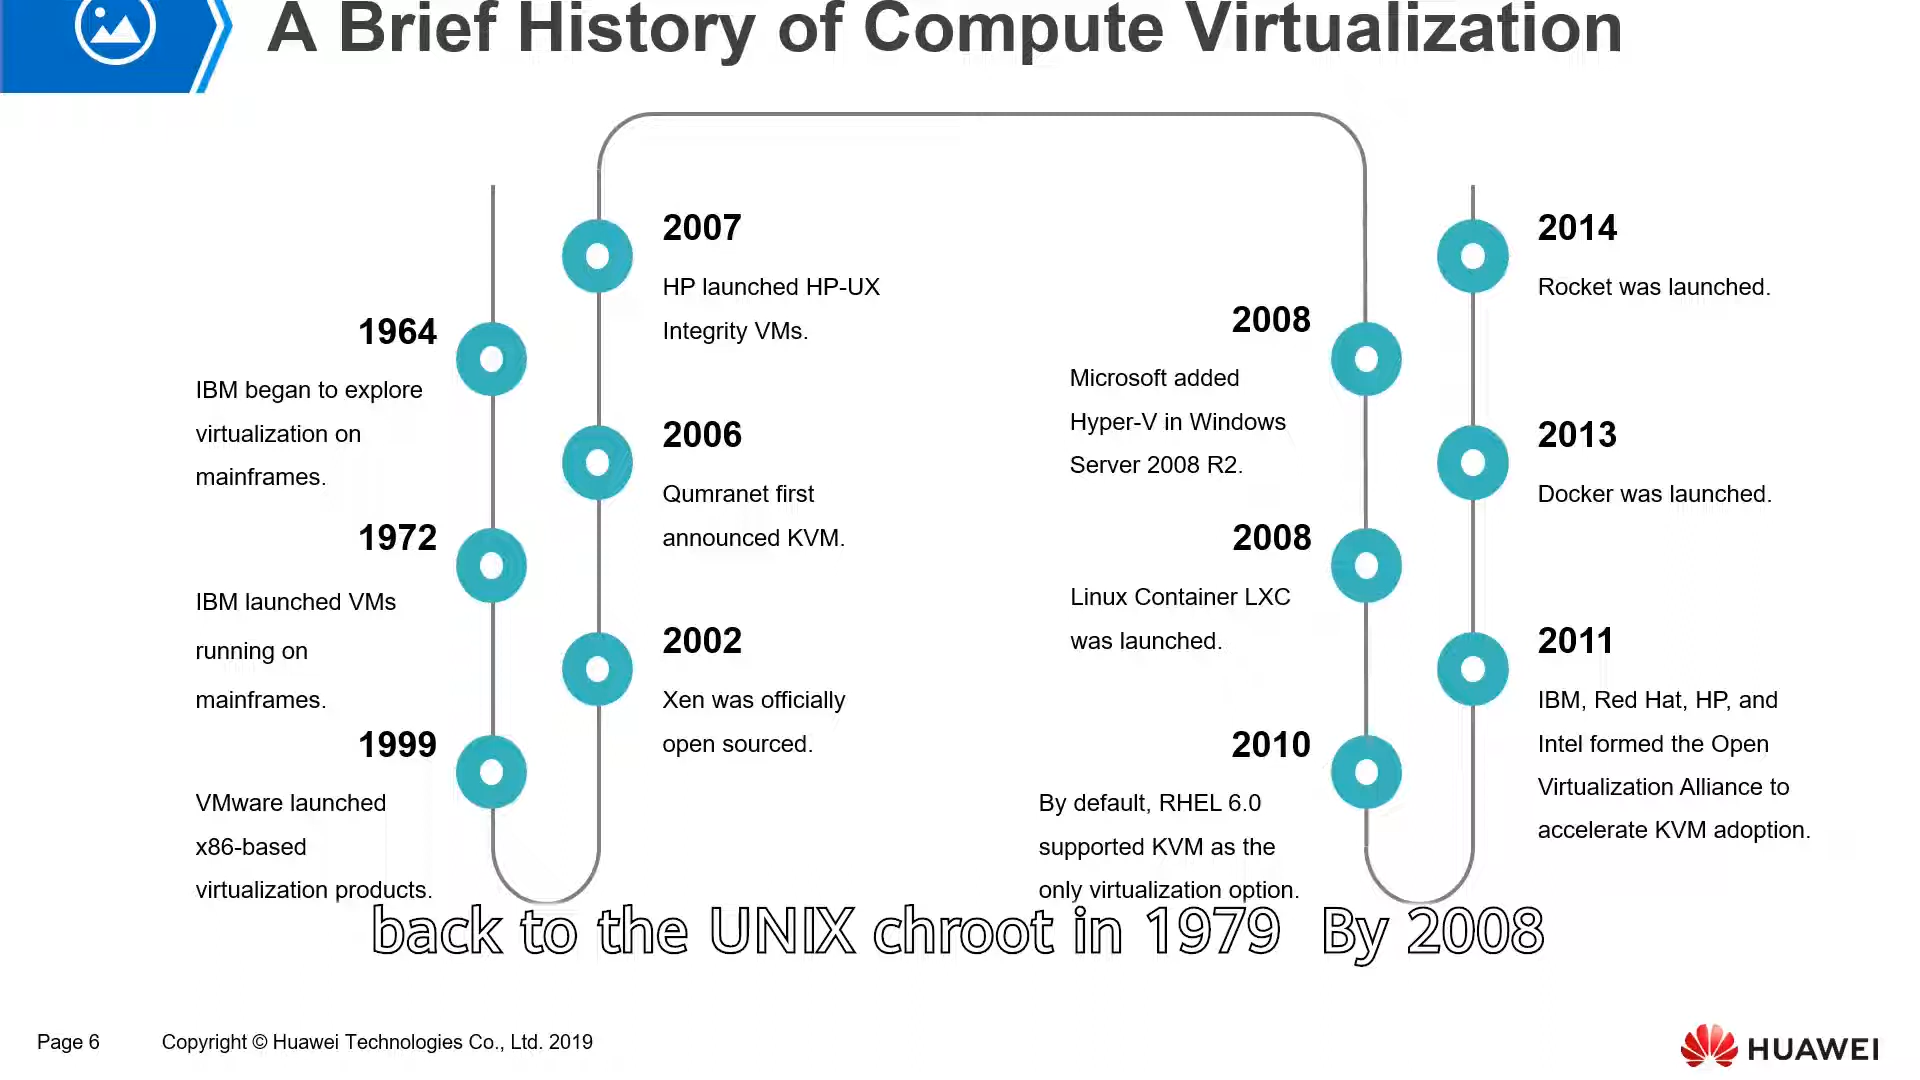 A Brief History of Compute Virtualization
1964
IBM began to explore
virtualization on
mainframes.
1972
IBM launched VMs
running on
mainframes.
1999
VMware launched
x86-based
virtualization products.
2007
HP launched HP-UX
Integrity VMs.
2006
Qumranet first
announced KVM.
2002
Xen was officially
open sourced.
2008
Microsoft added
Hyper-V in Windows
Server 2008 R2.
2008
Linux Container LXC
was launched.
2010
By default, RHEL 6.0
supported KVM as the
only virtualization option.
2014
Rocket was launched.
2013
Docker was launched.
2011
IBM, Red Hat, HP, and
Intel formed the Open
Virtualization Alliance to
accelerate KVM adoption.
back to the UNIX chroot in 1979 By 2008
Page 6
Copyright © Huawei Technologies Co., Ltd. 2019
HUAWEI